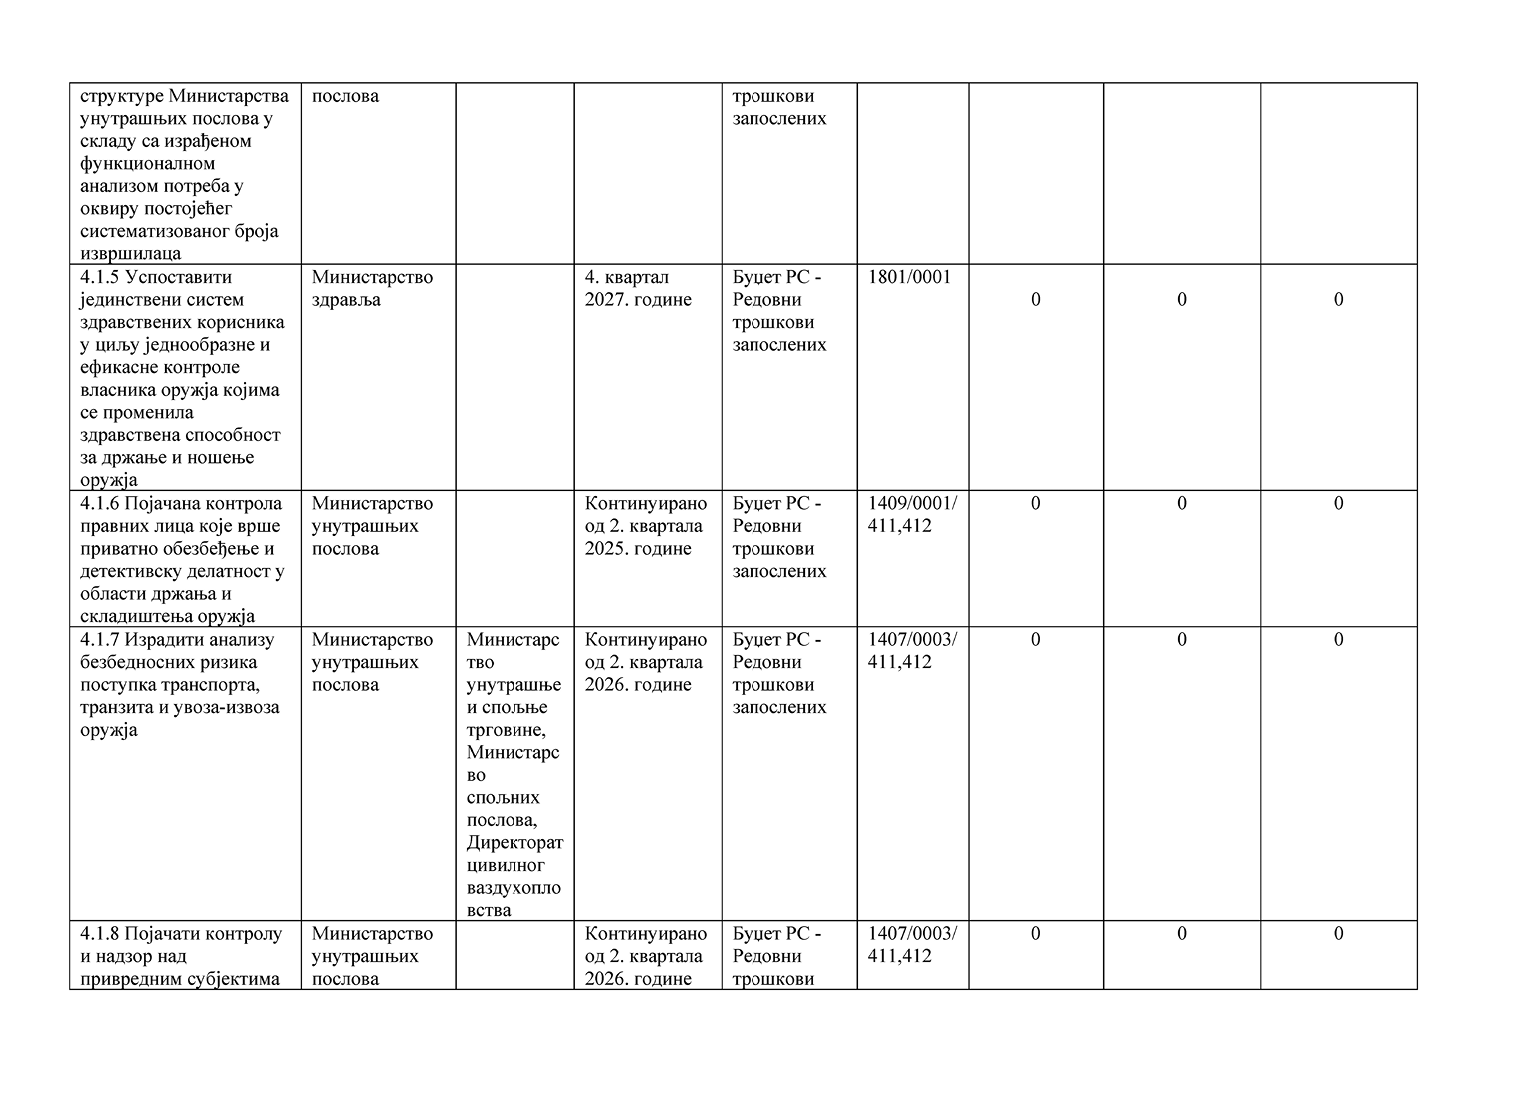 структуре Министарства
унутрашњих послова у
складу са израђеном
функционалном
анализом потреба у
оквиру постојећег
систематизованог броја
извршилаца
послова
трошкови
запослених
4.1.5 Успоставити
јединствени систем
здравствених корисника
у циљу једнообразне и
ефикасне контроле
власника оружја којима
се променила
здравствена способност
за држање и ношење
оружја
Министарство
здравља
4. квартал
2027. године
Буџет РС -
Редовни
трошкови
запослених
1801/0001
0
0
0
4.1.6 Појачана контрола
правних лица које врше
приватно обезбеђење и
детективску делатност у
области држања и
складиштења оружја
Министарство
унутрашњих
послова
Континуирано
од 2. квартала
2025. године
Буџет РС -
Редовни
трошкови
запослених
1409/0001/
411,412
0
0
0
4.1.7 Израдити анализу
безбедносних ризика
поступка транспорта,
транзита и увоза-извоза
оружја
Министарство
унутрашњих
послова
Министарс
тво
унутрашње
и спољње
трговине,
Министарс
во
спољних
послова,
Директорат
цивилног
ваздухопло
вства
Континуирано
од 2. квартала
2026. године
Буџет РС -
Редовни
трошкови
запослених
1407/0003/
411,412
0
0
0
4.1.8 Појачати контролу
и надзор над
привредним субјектима
Министарство
унутрашњих
послова
Континуирано
од 2. квартала
2026. године
Буџет РС -
Редовни
трошкови
1407/0003/
411,412
0
0
0